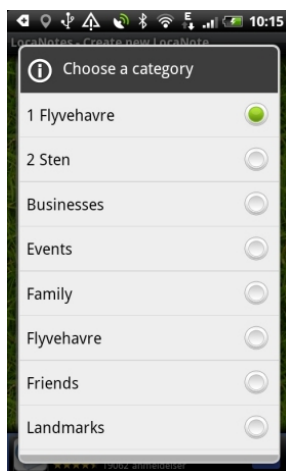 10:15
LocaNotes - Create new LocaNote
Choose a category
1 Flyvehavre
2 Sten
Businesses
Events
Family
Flyvehavre
Friends
Landmarks
19062 anmeldelser